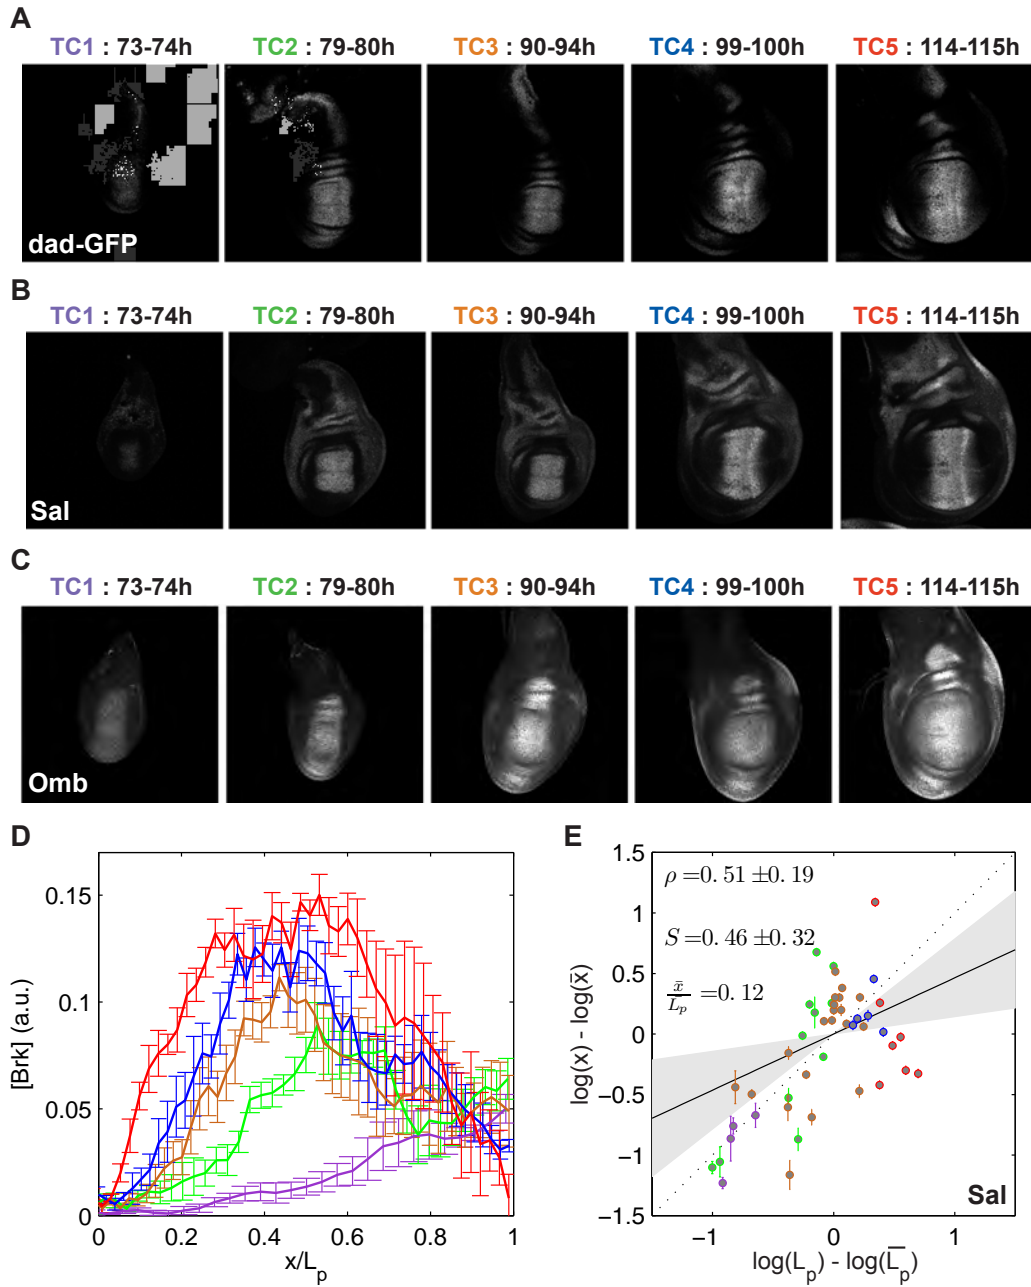 A
TC1 : 73-74h TC2 : 79-80h TC3 : 90-94h TC4 : 99-100h TC5 : 114-115h
dad-GFP
B
TC1 : 73-74h TC2 : 79-80h TC3 : 90-94h TC4 : 99-100h TC5 : 114-115h
Sal
C
TC1 : 73-74h TC2 : 79-80h TC3 : 90-94h TC4 : 99-100h TC5 : 114-115h
Omb
D
[Brk] (a.u.)
0.15
0.1
0.05
0
0 0.2 0.4 0.6 0.8 1
x/L_p
E
log(x) - log(x̄)
1.5
1
0.5
0
−0.5
−1
−1.5
ρ = 0.51 ± 0.19
S = 0.46 ± 0.32
x̄/L̄_p = 0.12
Sal
−1 0 1
log(L_p) - log(L̄_p)